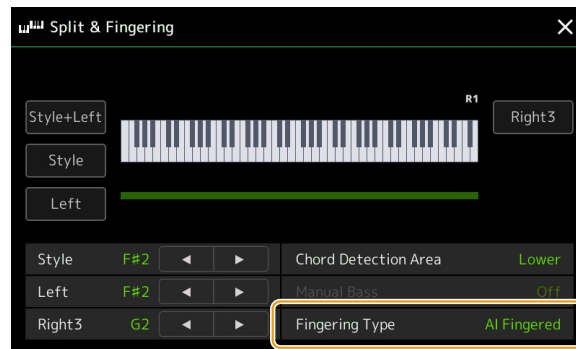 Split & Fingering
R1
Style+Left
Right3
Style
Left
Style F♯2 Chord Detection Area Lower
Left F♯2 Manual Bass Off
Right3 G2 Fingering Type AI Fingered